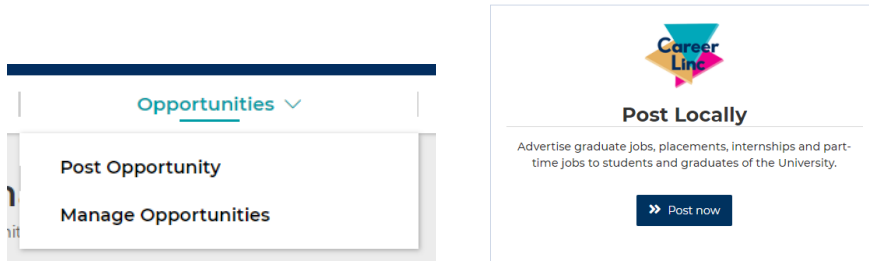 Opportunities
Post Opportunity
Manage Opportunities
Career
Linc
Post Locally
Advertise graduate jobs, placements, internships and part-
time jobs to students and graduates of the University.
Post now